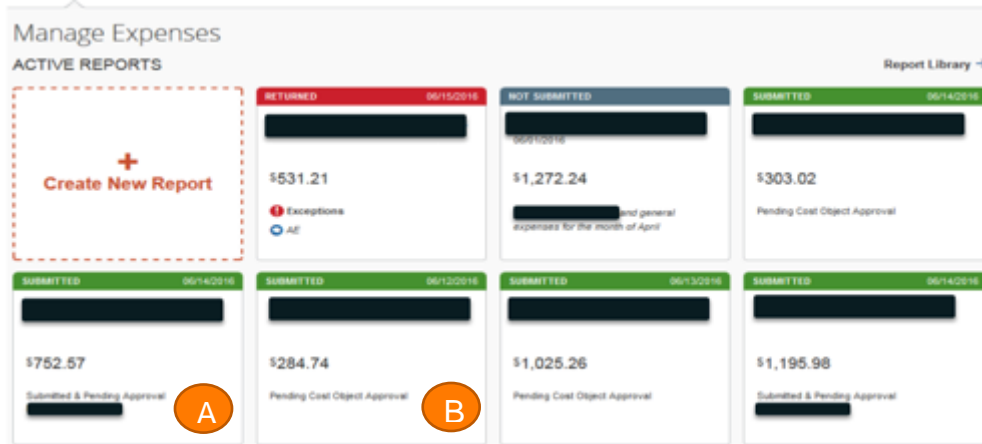 Manage Expenses
ACTIVE REPORTS
Report Library
RETURNED 06/15/2016
NOT SUBMITTED
SUBMITTED 06/14/2016
+
Create New Report
06/01/2016
$531.21
$1,272.24
$303.02
Exceptions
AE
and general
expenses for the month of April
Pending Cost Object Approval
SUBMITTED 06/14/2016
SUBMITTED 06/12/2016
SUBMITTED 06/13/2016
SUBMITTED 06/14/2016
$752.57
$284.74
$1,025.26
$1,195.98
Submitted & Pending Approval
Pending Cost Object Approval
Pending Cost Object Approval
Submitted & Pending Approval
A
B